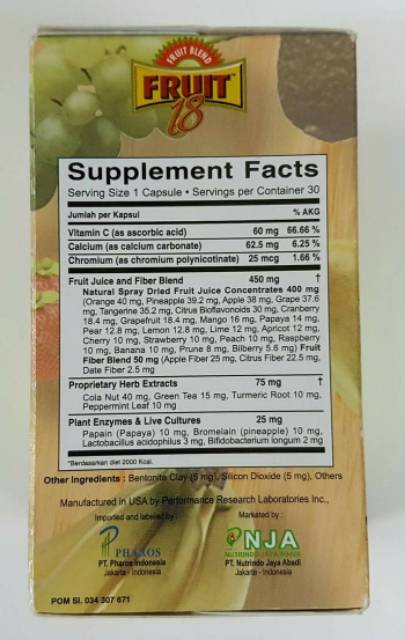 FRUIT BLEND
FRUIT™
18
Supplement Facts
Serving Size 1 Capsule • Servings per Container 30
Jumlah per Kapsul % AKG
Vitamin C (as ascorbic acid) 60 mg 66.66 %
Calcium (as calcium carbonate) 62.5 mg 6.25 %
Chromium (as chromium polynicotinate) 25 mcg 1.66 %
Fruit Juice and Fiber Blend 450 mg †
Natural Spray Dried Fruit Juice Concentrates 400 mg
(Orange 40 mg, Pineapple 39.2 mg, Apple 38 mg, Grape 37.6
mg, Tangerine 35.2 mg, Citrus Bioflavonoids 30 mg, Cranberry
18.4 mg, Grapefruit 18.4 mg, Mango 16 mg, Papaya 14 mg,
Pear 12.8 mg, Lemon 12.8 mg, Lime 12 mg, Apricot 12 mg,
Cherry 10 mg, Strawberry 10 mg, Peach 10 mg, Raspberry
10 mg, Banana 10 mg, Prune 8 mg, Bilberry 5.6 mg) Fruit
Fiber Blend 50 mg (Apple Fiber 25 mg, Citrus Fiber 22.5 mg,
Date Fiber 2.5 mg
Proprietary Herb Extracts 75 mg †
Cola Nut 40 mg, Green Tea 15 mg, Turmeric Root 10 mg,
Peppermint Leaf 10 mg
Plant Enzymes & Live Cultures 25 mg
Papain (Papaya) 10 mg, Bromelain (pineapple) 10 mg,
Lactobacillus acidophilus 3 mg, Bifidobacterium longum 2 mg
*Berdasarkan diet 2000 Kcal.
Other Ingredients : Bentonite Clay (5 mg), Silicon Dioxide (5 mg), Others
Manufactured in USA by Performance Research Laboratories Inc.,
Imported and labeled by : Marketed by :
PHAROS NJA
NUTRINDO JAYA ABADI
PT. Pharos Indonesia PT. Nutrindo Jaya Abadi
Jakarta - Indonesia Jakarta - Indonesia
POM SI. 034 307 671